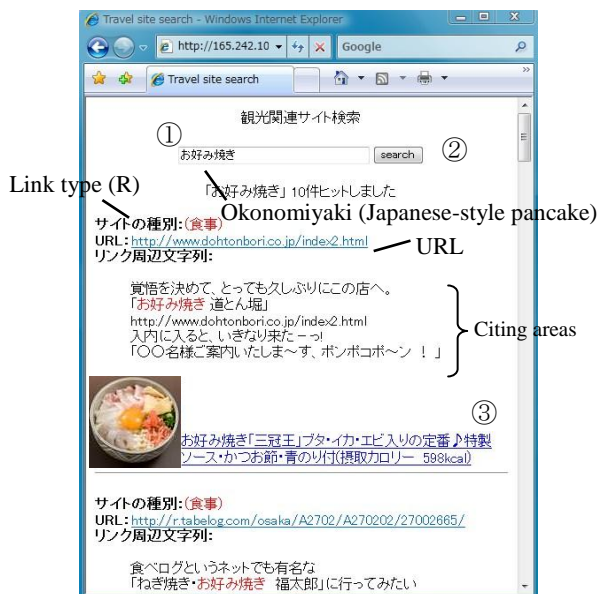 Travel site search - Windows Internet Explorer
http://165.242.10
Google
Travel site search
観光関連サイト検索
①
お好み焼き
search
②
「お好み焼き」 10件ヒットしました
Link type (R)
Okonomiyaki (Japanese-style pancake)
サイトの種別:(食事)
URL:http://www.dohtonbori.co.jp/index2.html
URL
リンク周辺文字列:
覚悟を決めて、とっても久しぶりにこの店へ。
「お好み焼き 道とん堀」
http://www.dohtonbori.co.jp/index2.html
入内に入ると、いきなり来たーっ!
「〇〇名様ご案内いたしま~す、ポンポコポ~ン ! 」
Citing areas
③
お好み焼き「三冠王」ブタ・イカ・エビ入りの定番♪特製
ソース・かつお節・青のり付(摂取カロリー 598kcal)
サイトの種別:(食事)
URL:http://r.tabelog.com/osaka/A2702/A270202/27002665/
リンク周辺文字列:
食べログというネットでも有名な
「ねぎ焼き・お好み焼き 福太郎」に行ってみたい